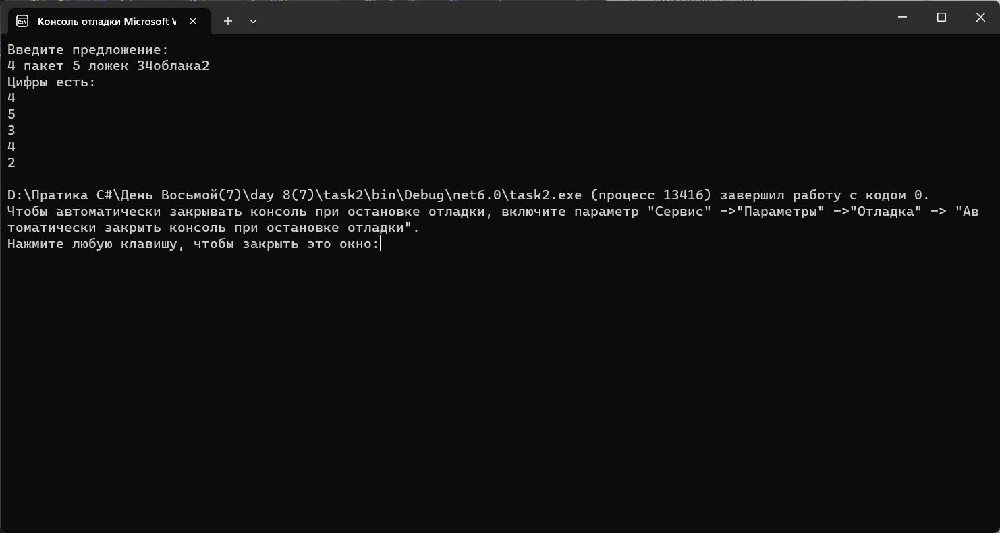 Консоль отладки Microsoft V
Введите предложение:
4 пакет 5 ложек 34облака2
Цифры есть:
4
5
3
4
2
D:\Пратика C#\День Восьмой(7)\day 8(7)\task2\bin\Debug\net6.0\task2.exe (процесс 13416) завершил работу с кодом 0.
Чтобы автоматически закрывать консоль при остановке отладки, включите параметр "Сервис" ->"Параметры" ->"Отладка" -> "Ав
томатически закрыть консоль при остановке отладки".
Нажмите любую клавишу, чтобы закрыть это окно: